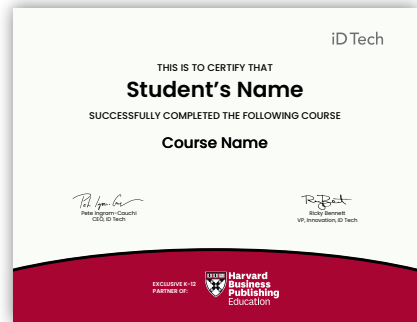 iD Tech
THIS IS TO CERTIFY THAT
Student's Name
SUCCESSFULLY COMPLETED THE FOLLOWING COURSE
Course Name
Pete Ingram-Cauchi
CEO, iD Tech
Ricky Bennett
VP, Innovation, iD Tech
EXCLUSIVE K-12
PARTNER OF:
Harvard
Business
Publishing
Education